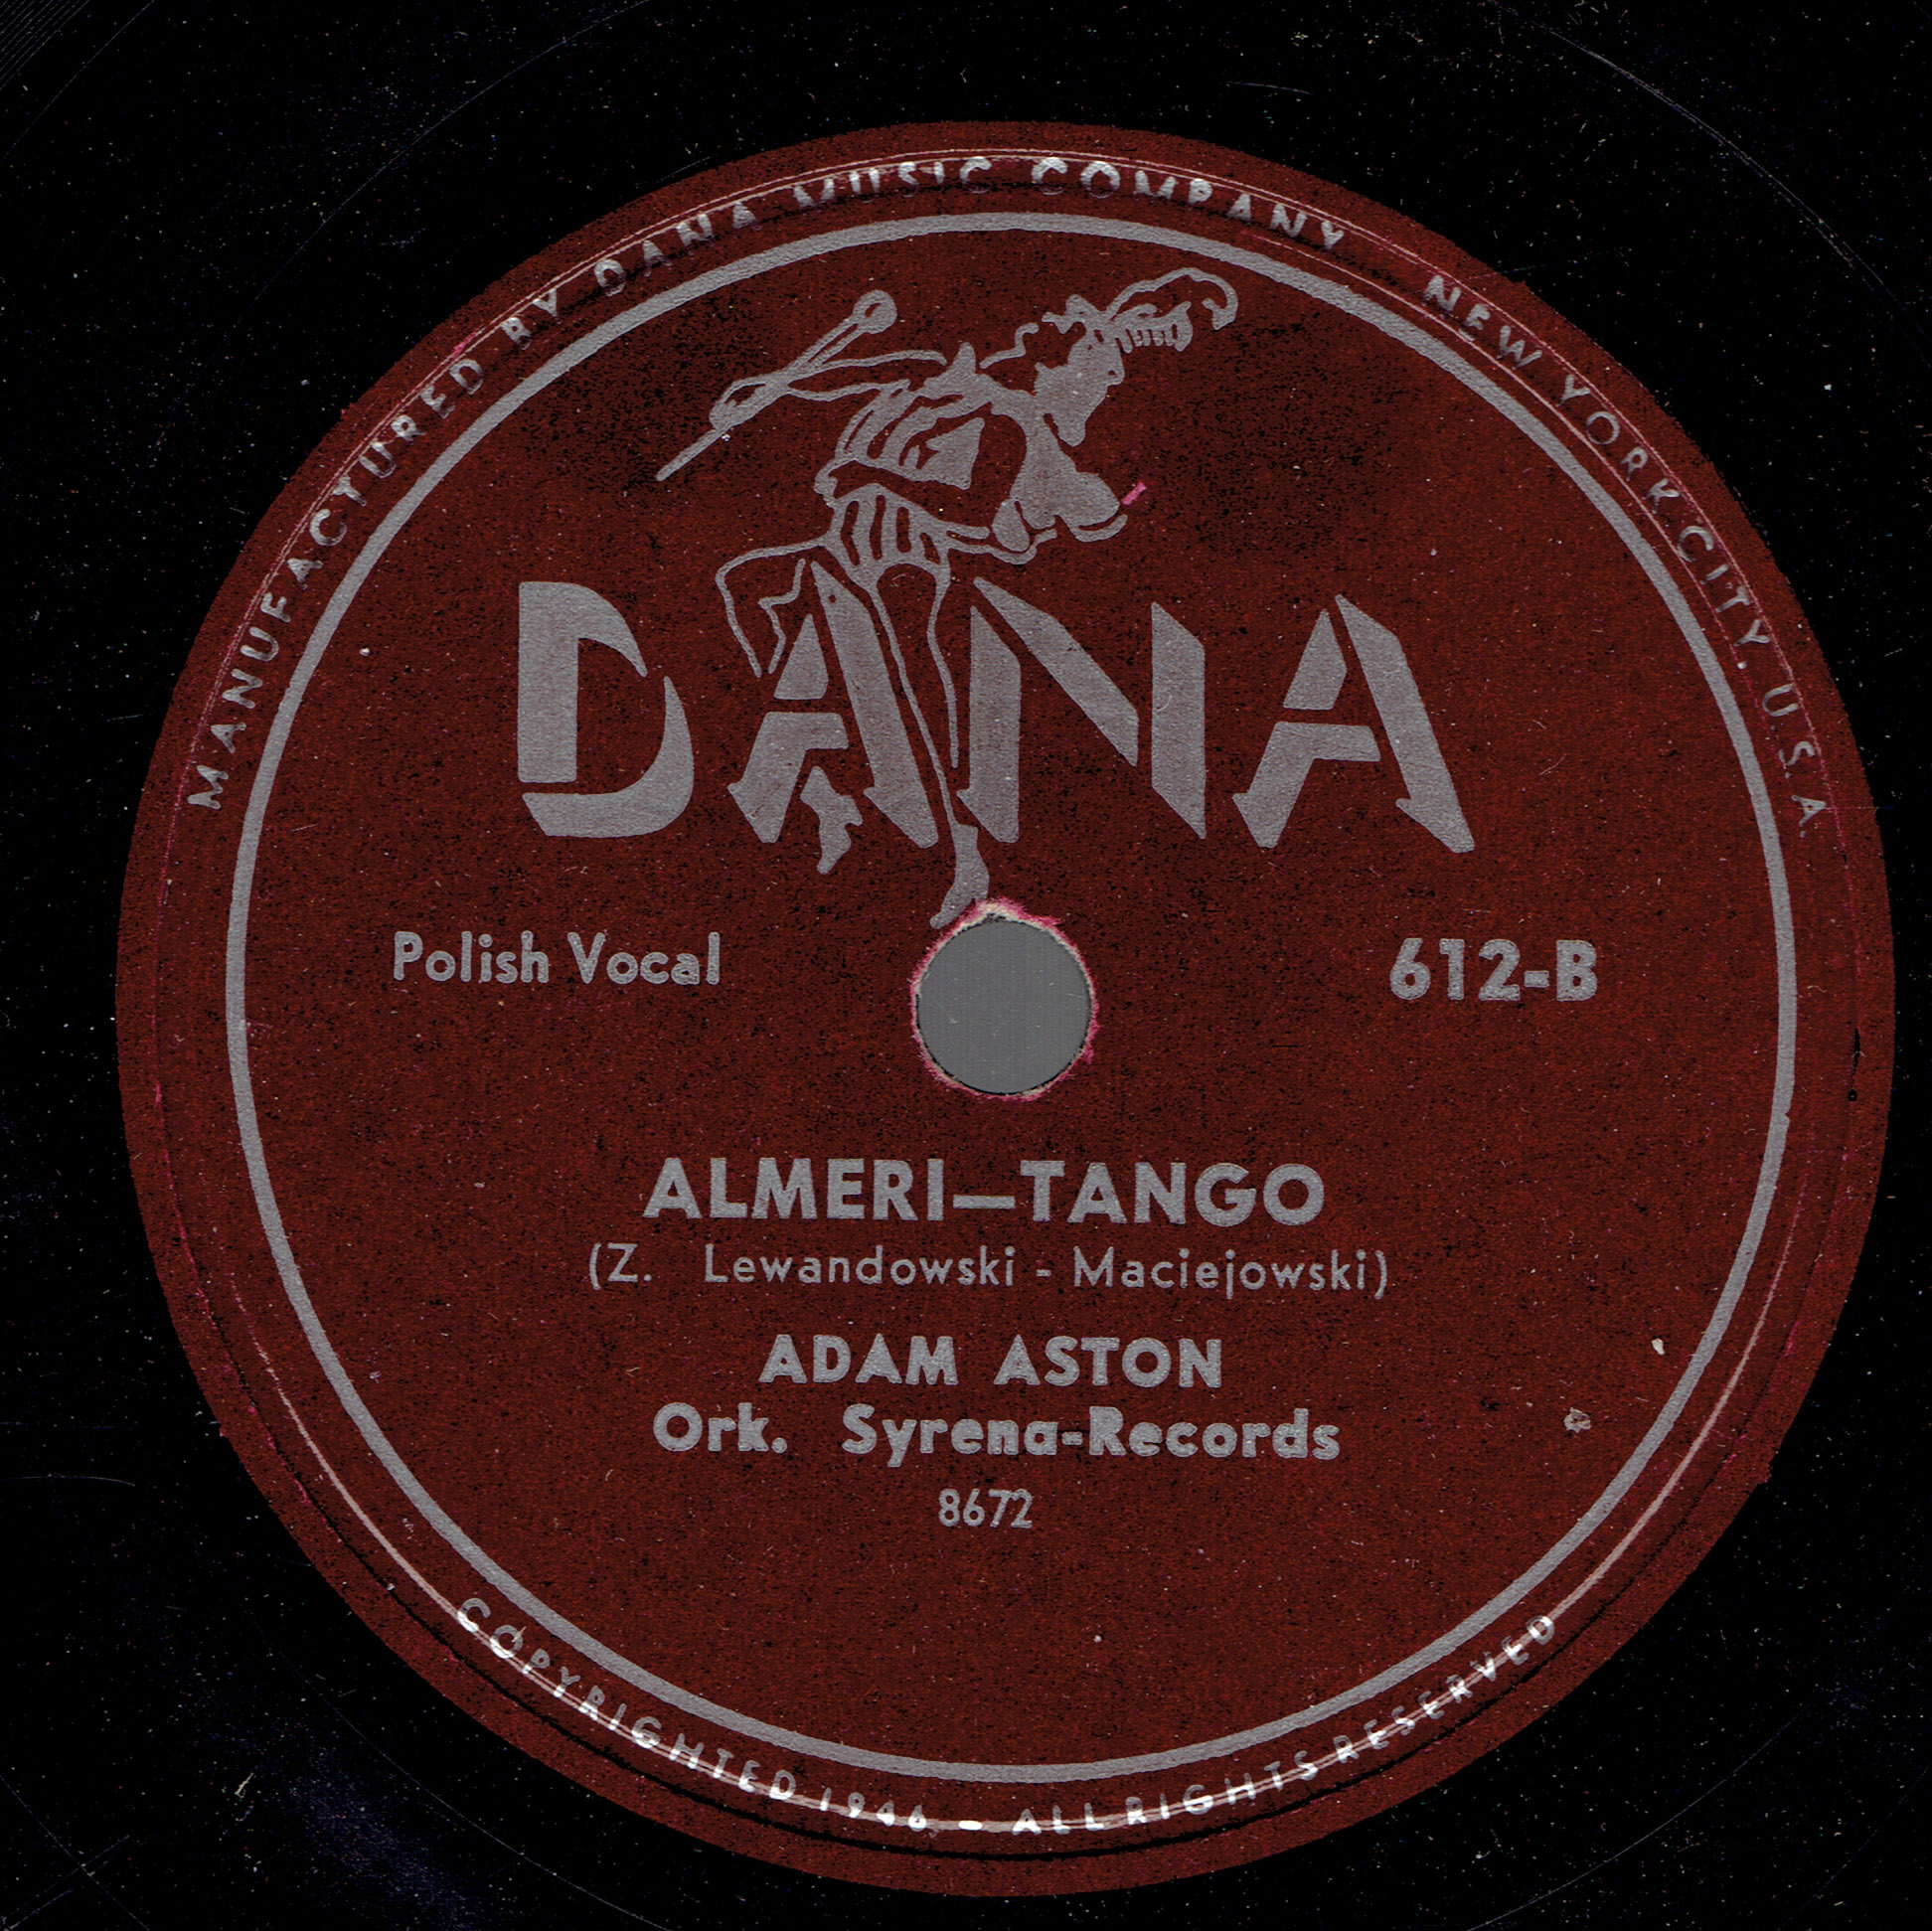 MANUFACTURED BY DANA MUSIC COMPANY NEW YORK CITY, U.S.A.
DANA
Polish Vocal 612-B
ALMERI—TANGO
(Z. Lewandowski - Maciejowski)
ADAM ASTON
Ork. Syrena-Records
8672
COPYRIGHTED 1946 - ALL RIGHTS RESERVED